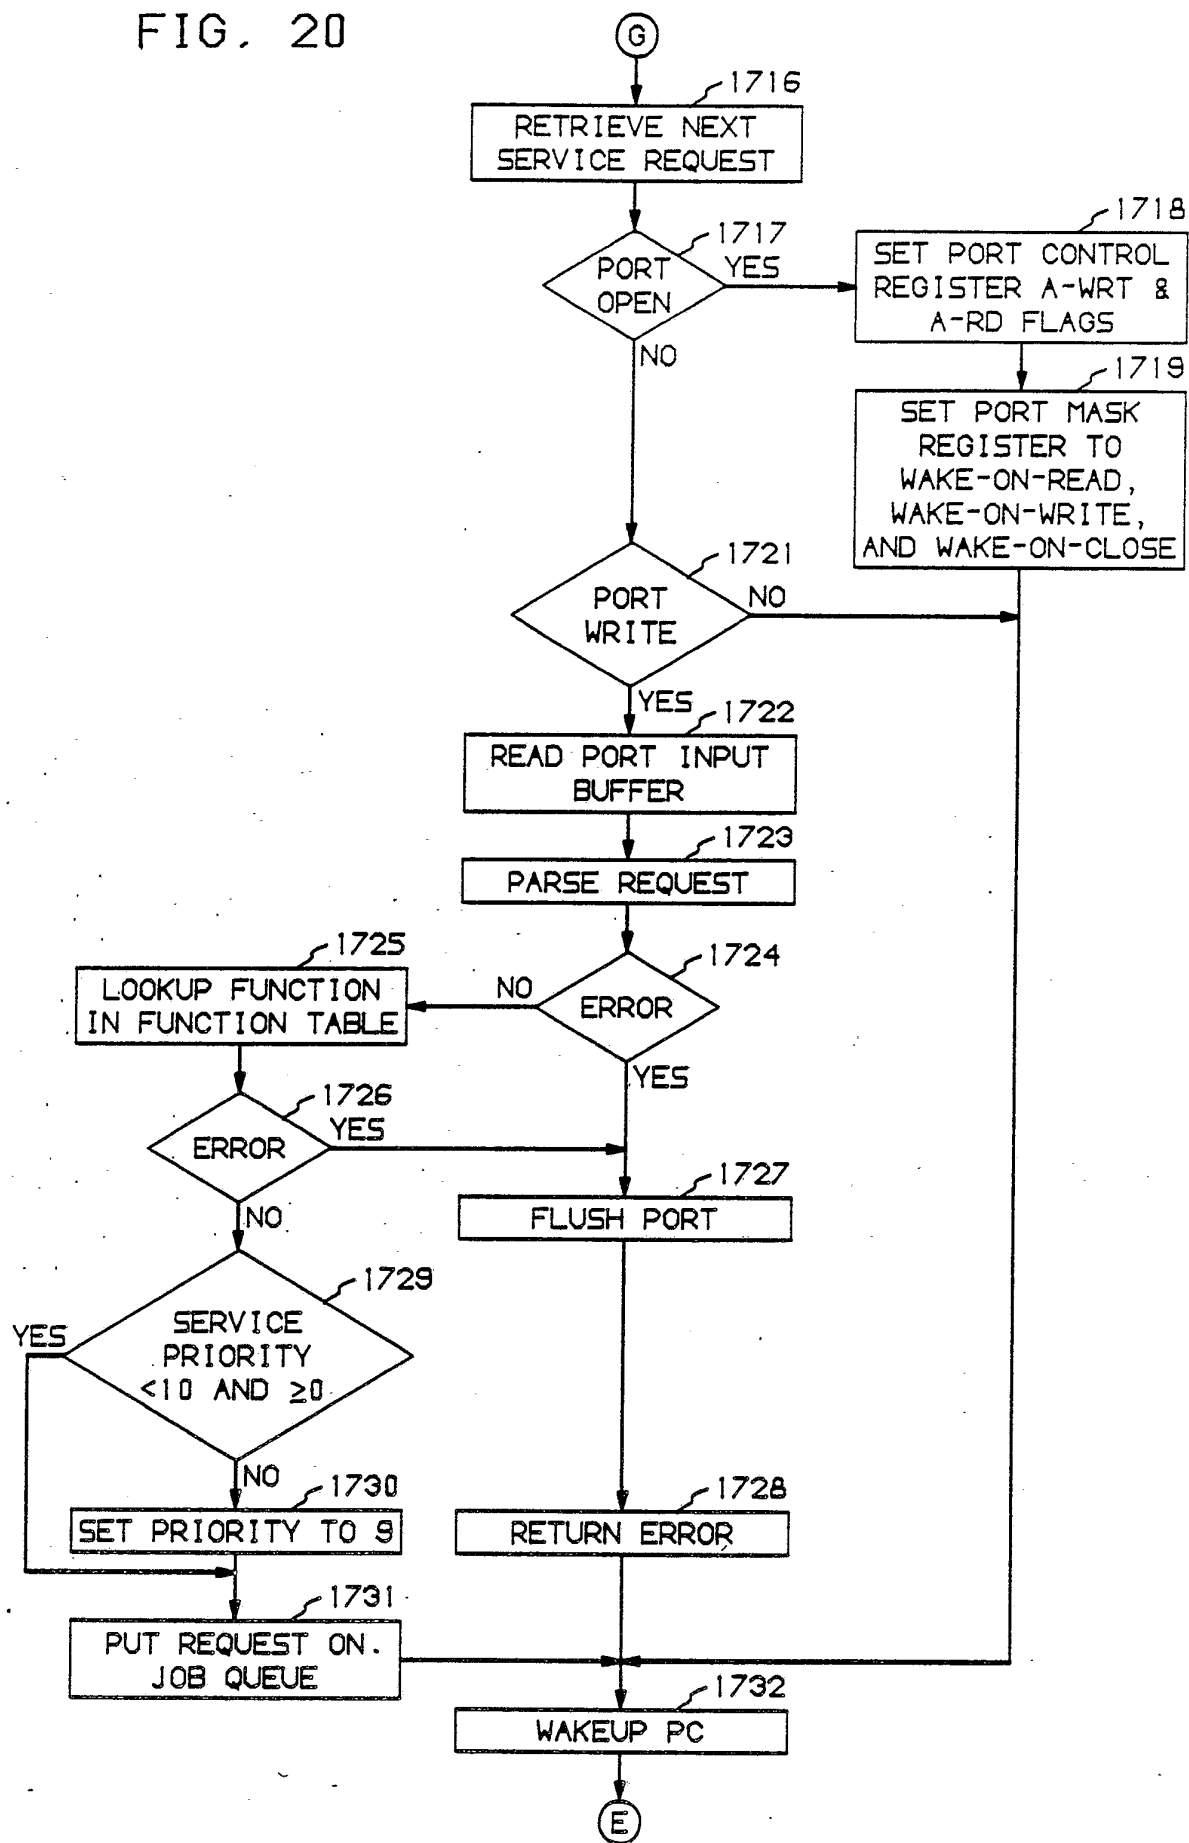 FIG. 20
G
1716
RETRIEVE NEXT
SERVICE REQUEST
1717
PORT
OPEN
YES
NO
1718
SET PORT CONTROL
REGISTER A-WRT &
A-RD FLAGS
1719
SET PORT MASK
REGISTER TO
WAKE-ON-READ,
WAKE-ON-WRITE,
AND WAKE-ON-CLOSE
1721
PORT
WRITE
NO
YES
1722
READ PORT INPUT
BUFFER
1723
PARSE REQUEST
1724
ERROR
NO
YES
1725
LOOKUP FUNCTION
IN FUNCTION TABLE
1726
ERROR
YES
NO
1727
FLUSH PORT
1729
SERVICE
PRIORITY
<10 AND ≥0
YES
NO
1730
SET PRIORITY TO 9
1728
RETURN ERROR
1731
PUT REQUEST ON
JOB QUEUE
1732
WAKEUP PC
E